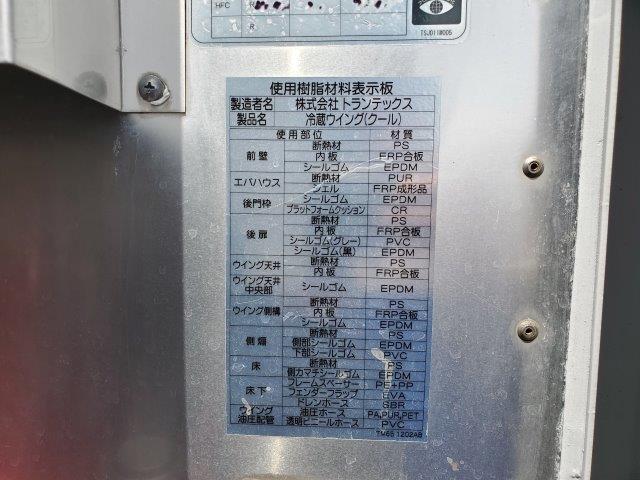 HFC R
R
TSJ011W005
使用樹脂材料表示板
製造者名 株式会社 トランテックス
製品名 冷蔵ウイング(クール)
使用部位 材質
前壁 断熱材 PS
内板 FRP合板
シールゴム EPDM
エバハウス 断熱材 PUR
シェル FRP成形品
後門枠 シールゴム EPDM
プラットフォームクッション CR
後扉 断熱材 PS
内板 FRP合板
シールゴム(グレー) PVC
シールゴム(黒) EPDM
ウイング天井 断熱材 PS
内板 FRP合板
ウイング天井中央部 シールゴム EPDM
ウイング側構 断熱材 PS
内板 FRP合板
シールゴム EPDM
側煽 断熱材 PS
側部シールゴム EPDM
下部シールゴム PVC
床 断熱材 PS
側カマチシールゴム EPDM
床下 フレームスペーサー PE+PP
フェンダーフラップ EVA
ドレンホース SBR
ウイング油圧配管 油圧ホース PA,PUR,PET
透明ビニールホース PVC
TM65 1202AB